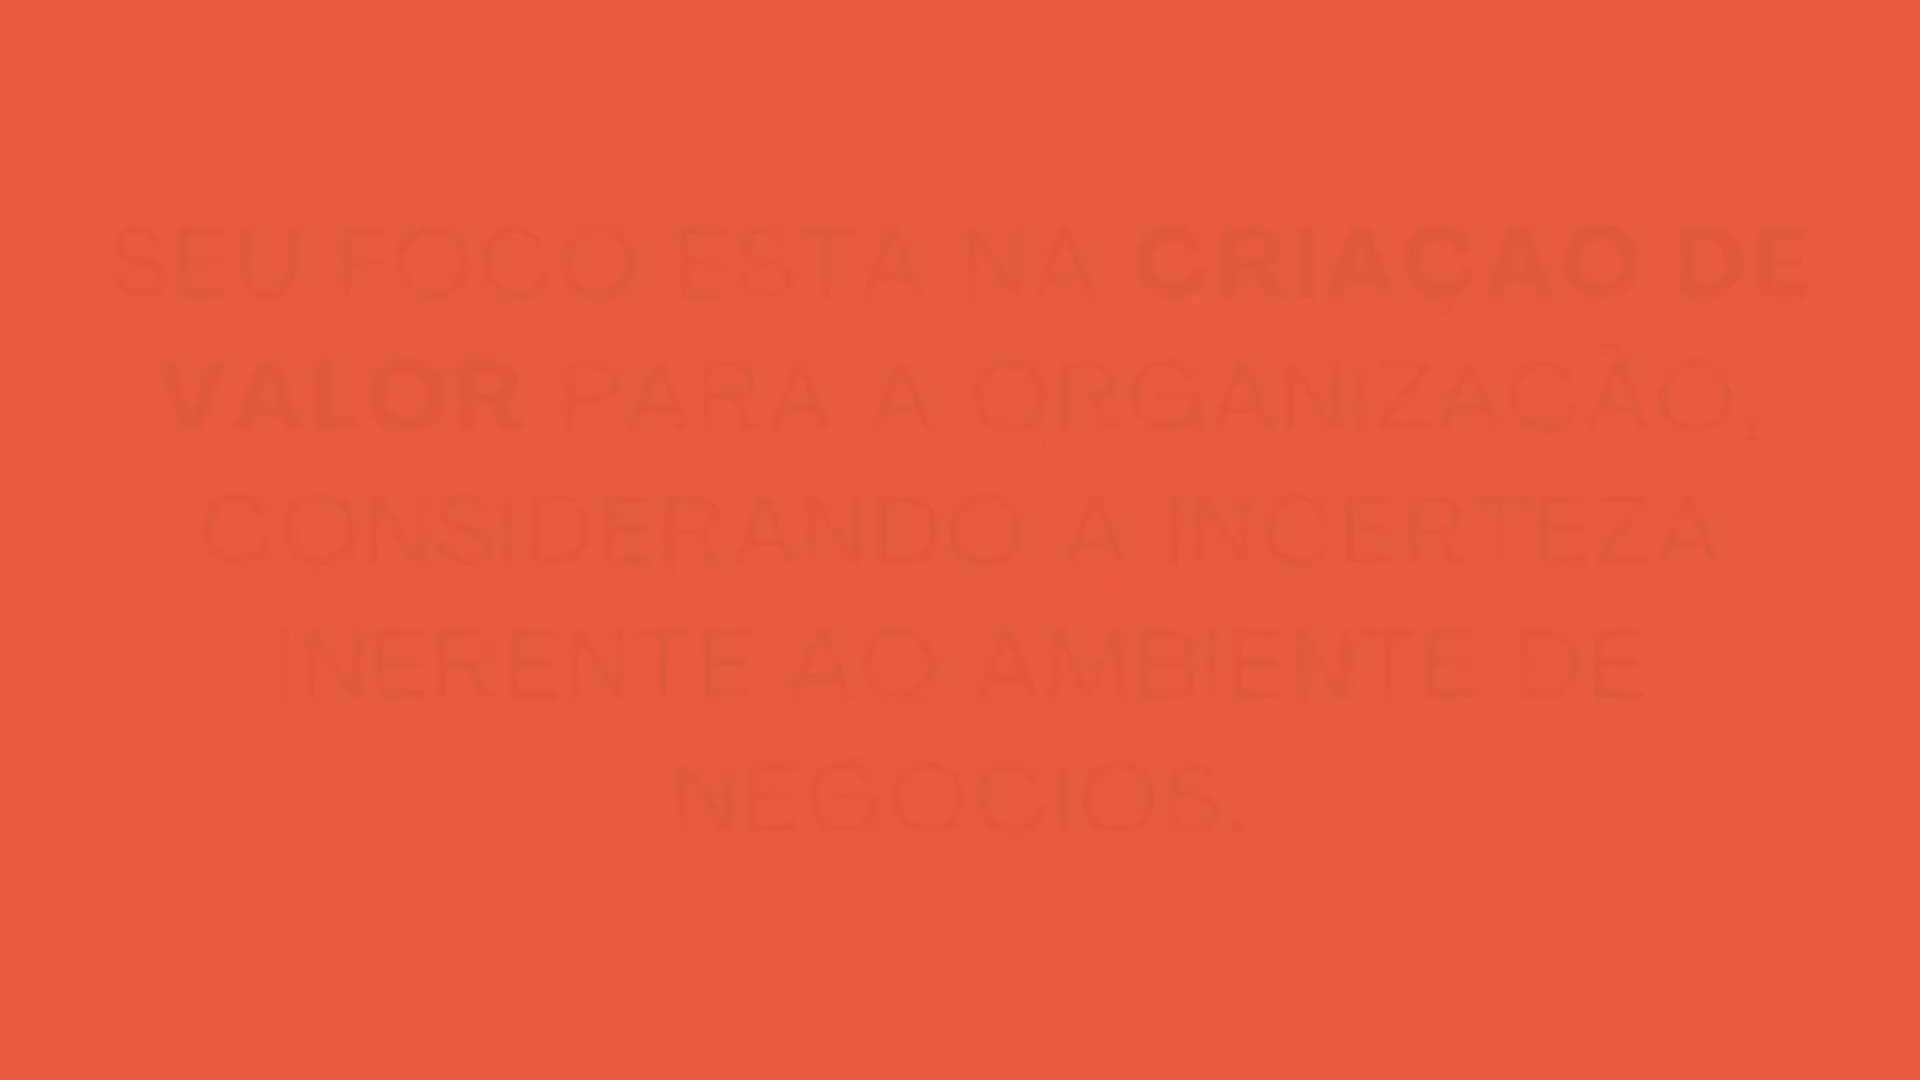 SEU FOCO ESTÁ NA CRIAÇÃO DE
VALOR PARA A ORGANIZAÇÃO,
CONSIDERANDO A INCERTEZA
INERENTE AO AMBIENTE DE
NEGÓCIOS.